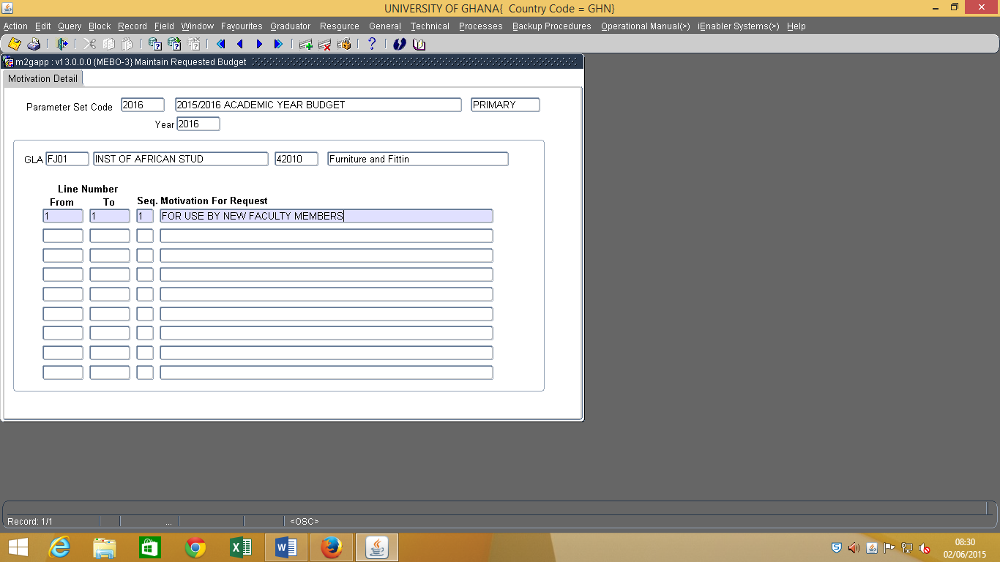 UNIVERSITY OF GHANA{ Country Code = GHN}
Action Edit Query Block Record Field Window Favourites Graduator Resource General Technical Processes Backup Procedures Operational Manual(>) iEnabler Systems(>) Help
m2gapp : v13.0.0.0 {MEBO-3} Maintain Requested Budget
Motivation Detail
Parameter Set Code 2016 2015/2016 ACADEMIC YEAR BUDGET PRIMARY
Year 2016
GLA FJ01 INST OF AFRICAN STUD 42010 Furniture and Fittin
Line Number
From To Seq. Motivation For Request
1 1 1 FOR USE BY NEW FACULTY MEMBERS
Record: 1/1 ... <OSC>
08:30
02/06/2015